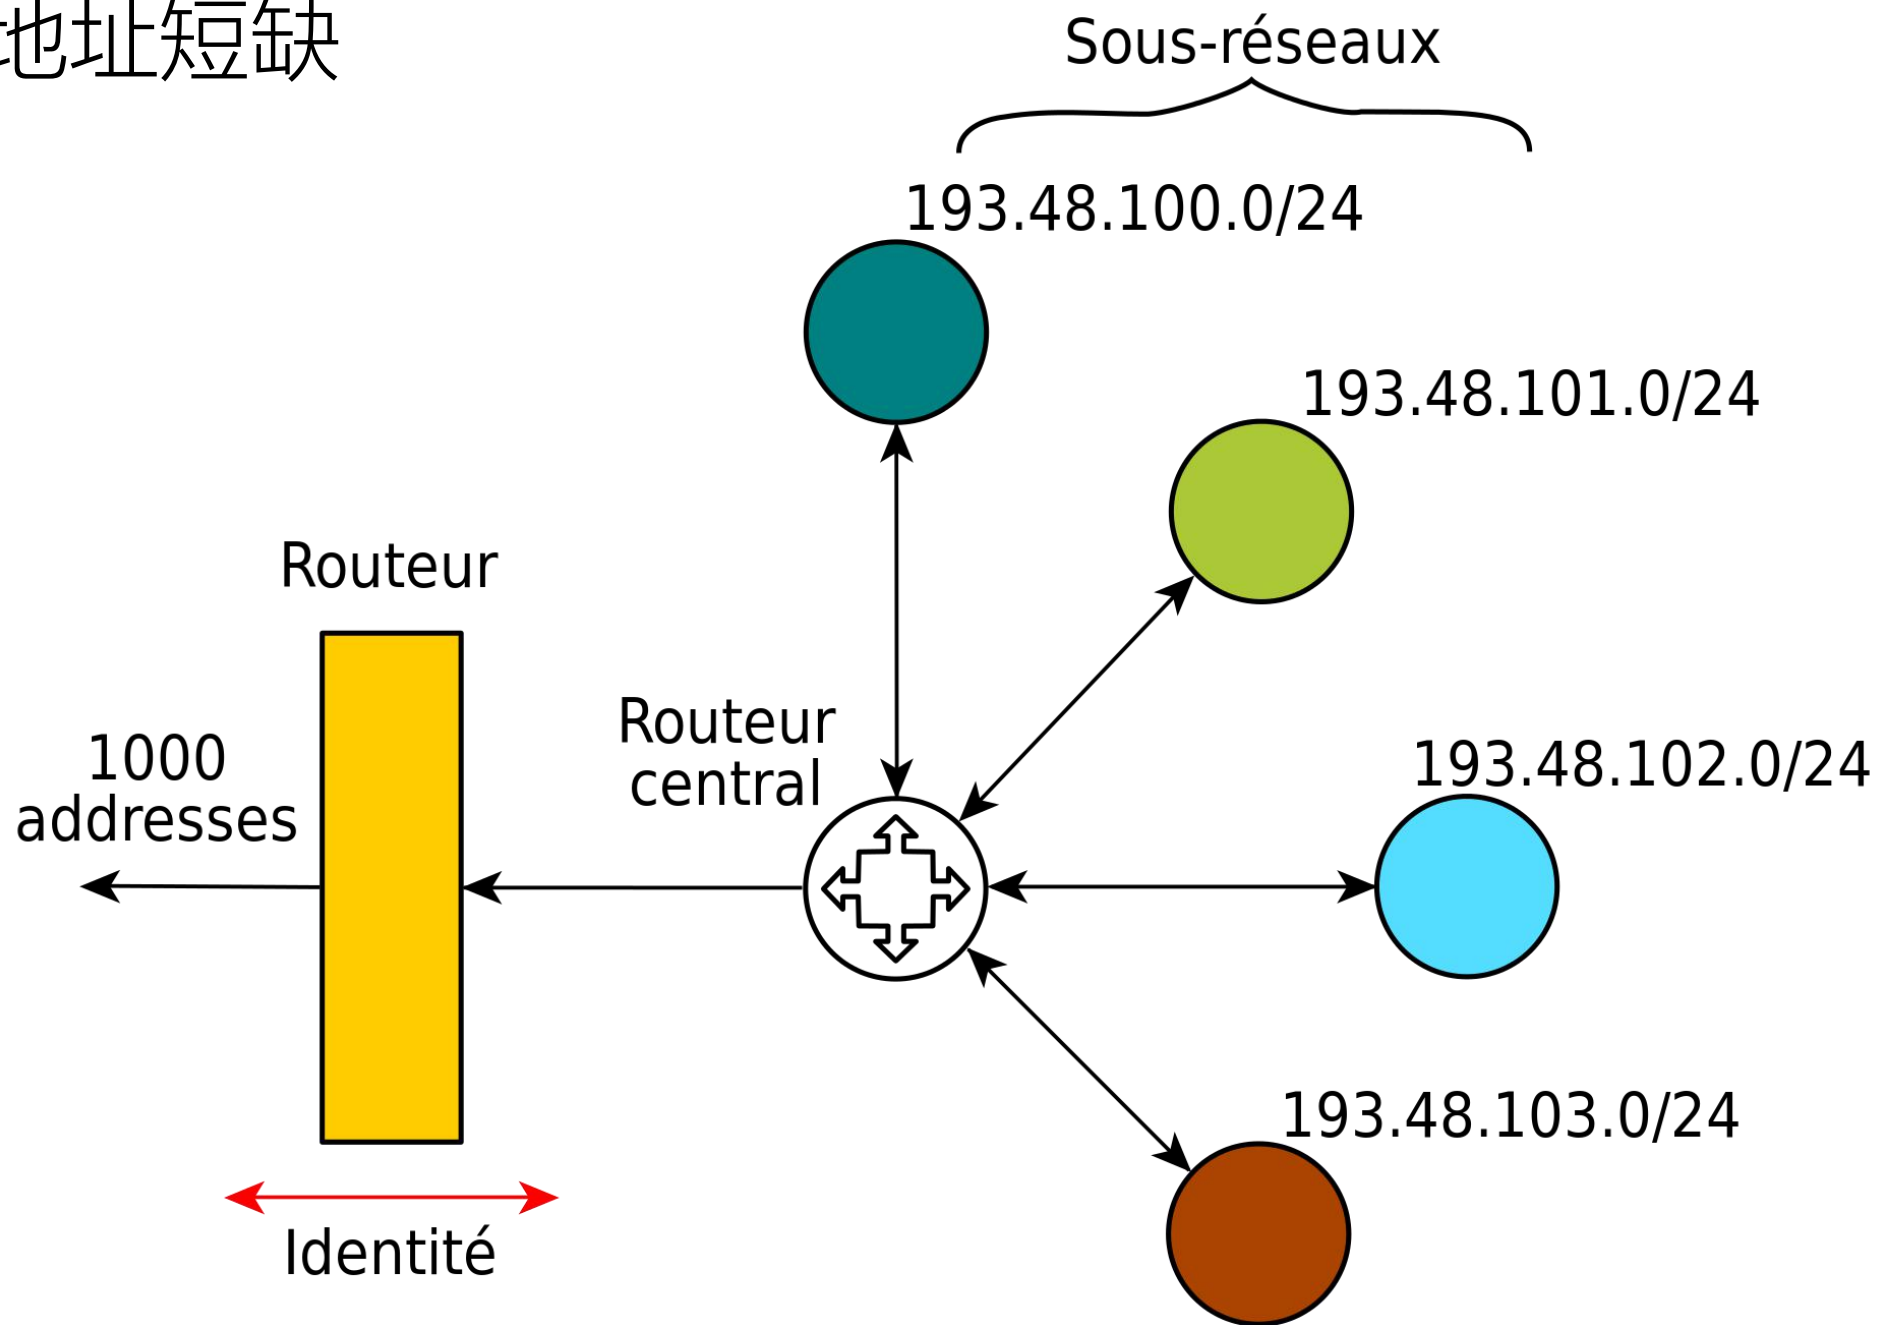 地址短缺
Sous-réseaux
193.48.100.0/24
193.48.101.0/24
Routeur
Routeur
central
1000
addresses
193.48.102.0/24
193.48.103.0/24
Identité